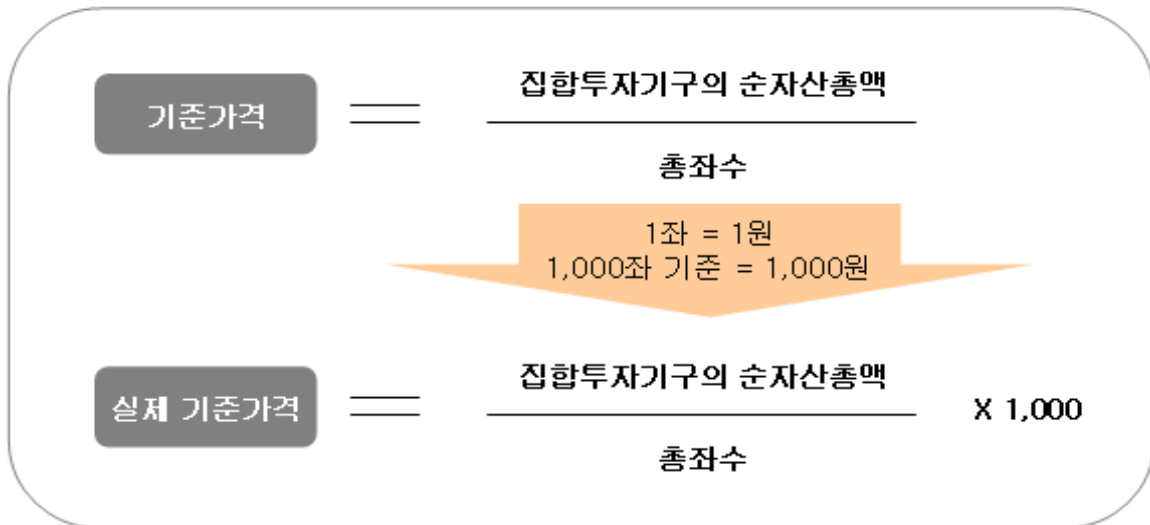 집합투자기구의 순자산총액
기준가격
총좌수
1좌 = 1원
1,000좌 기준 = 1,000원
집합투자기구의 순자산총액
실제 기준가격
X 1,000
총좌수